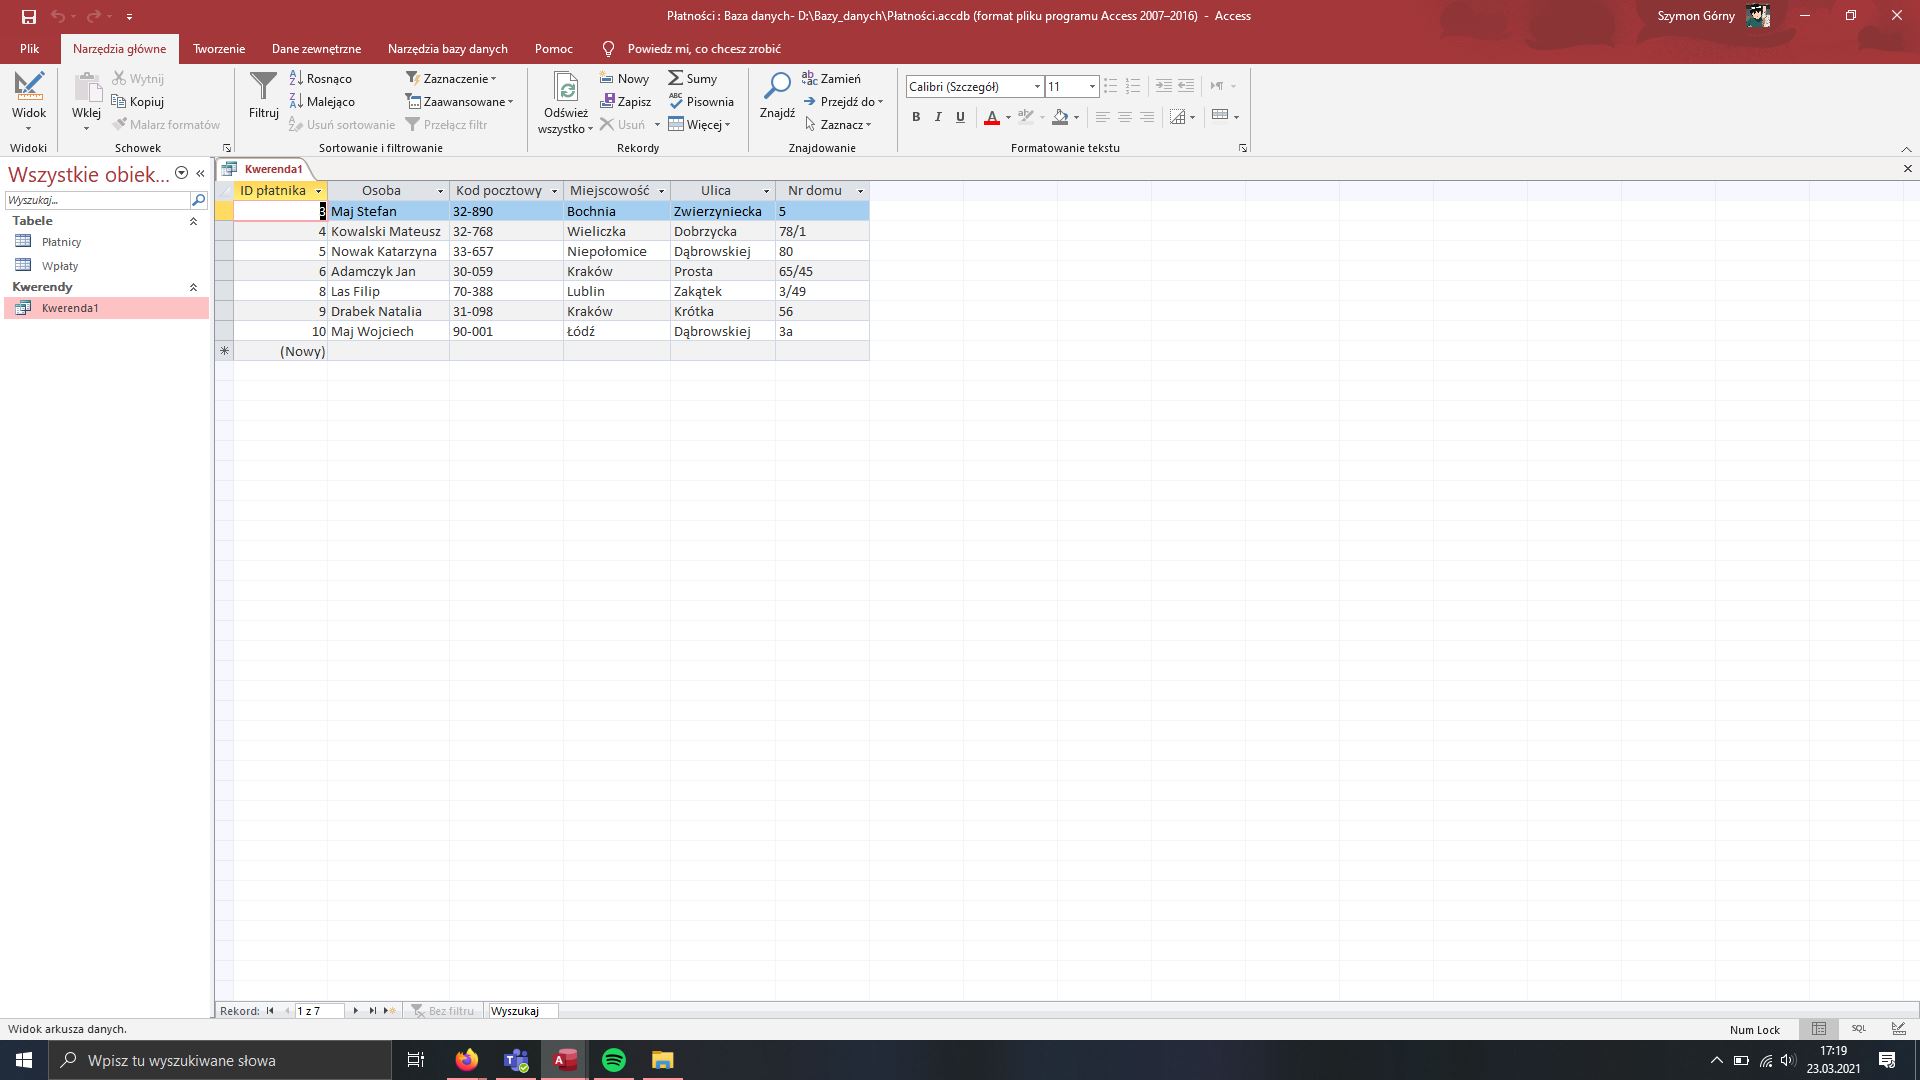 Płatności : Baza danych- D:\Bazy_danych\Płatności.accdb (format pliku programu Access 2007–2016)  -  Access
Szymon Górny
Plik
Narzędzia główne
Tworzenie
Dane zewnętrzne
Narzędzia bazy danych
Pomoc
Powiedz mi, co chcesz zrobić
Widok
Widoki
Wklej
Wytnij
Kopiuj
Malarz formatów
Schowek
Filtruj
Rosnąco
Malejąco
Usuń sortowanie
Zaznaczenie
Zaawansowane
Przełącz filtr
Sortowanie i filtrowanie
Odśwież
wszystko
Nowy
Zapisz
Usuń
Sumy
Pisownia
Więcej
Rekordy
Znajdź
Zamień
Przejdź do
Zaznacz
Znajdowanie
Calibri (Szczegół)
11
B I U
Formatowanie tekstu
Wszystkie obiek...
Wyszukaj...
Tabele
Płatnicy
Wpłaty
Kwerendy
Kwerenda1
Kwerenda1
ID płatnika Osoba Kod pocztowy Miejscowość Ulica Nr domu
3 Maj Stefan 32-890 Bochnia Zwierzyniecka 5
4 Kowalski Mateusz 32-768 Wieliczka Dobrzycka 78/1
5 Nowak Katarzyna 33-657 Niepołomice Dąbrowskiej 80
6 Adamczyk Jan 30-059 Kraków Prosta 65/45
8 Las Filip 70-388 Lublin Zakątek 3/49
9 Drabek Natalia 31-098 Kraków Krótka 56
10 Maj Wojciech 90-001 Łódź Dąbrowskiej 3a
(Nowy)
Rekord: 1 z 7 Bez filtru Wyszukaj
Widok arkusza danych.
Num Lock
SQL
Wpisz tu wyszukiwane słowa
17:19
23.03.2021